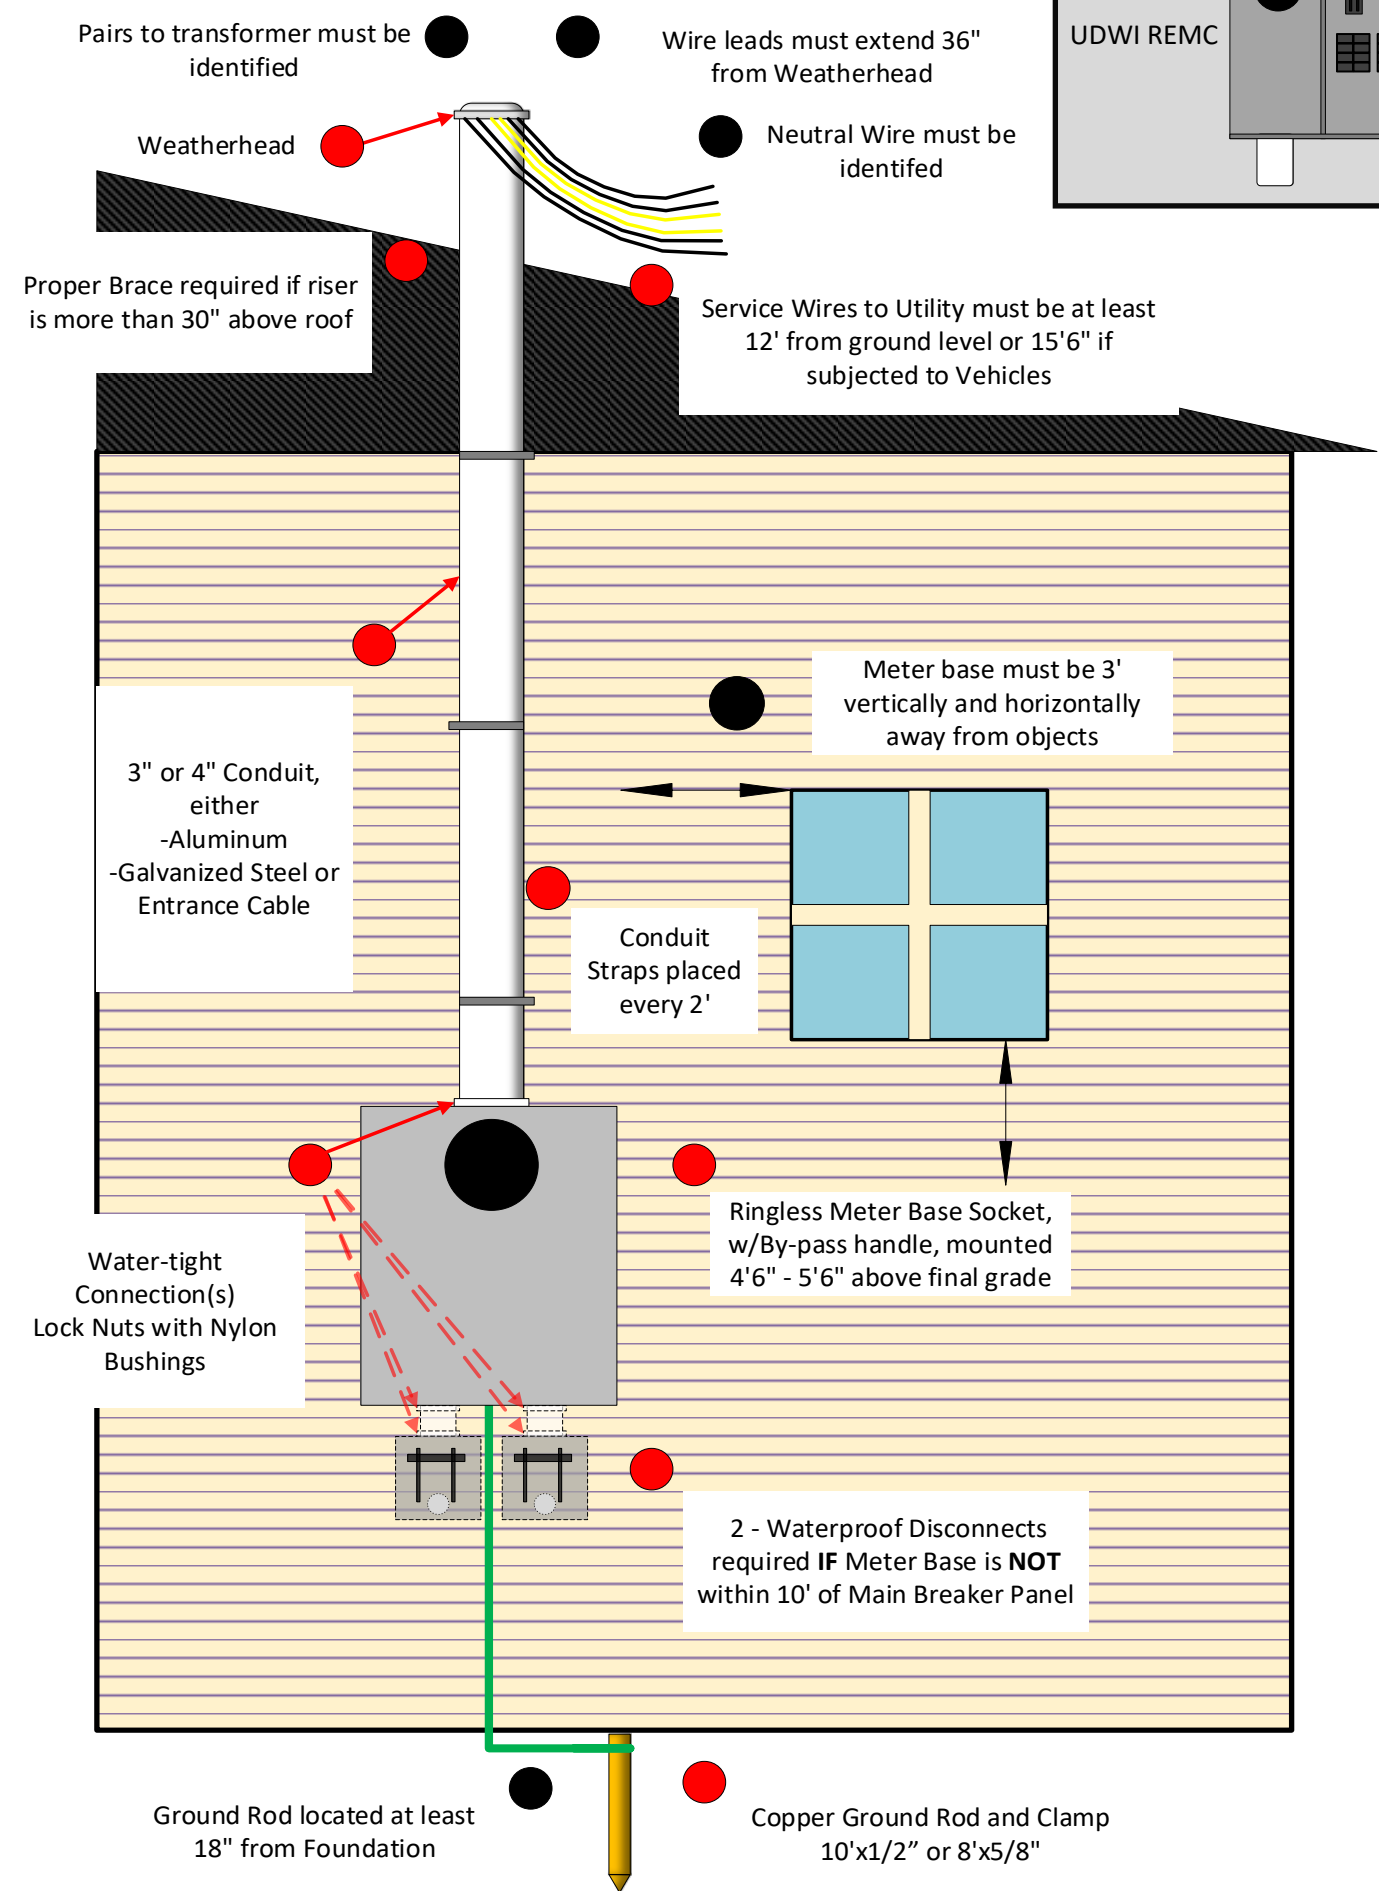 Pairs to transformer must be
identified
Wire leads must extend 36"
from Weatherhead
UDWI REMC
Weatherhead
Neutral Wire must be
identifed
Proper Brace required if riser
is more than 30" above roof
Service Wires to Utility must be at least
12' from ground level or 15'6" if
subjected to Vehicles
Meter base must be 3'
vertically and horizontally
away from objects
3" or 4" Conduit,
either
-Aluminum
-Galvanized Steel or
Entrance Cable
Conduit
Straps placed
every 2'
Ringless Meter Base Socket,
w/By-pass handle, mounted
4'6" - 5'6" above final grade
Water-tight
Connection(s)
Lock Nuts with Nylon
Bushings
2 - Waterproof Disconnects
required IF Meter Base is NOT
within 10' of Main Breaker Panel
Ground Rod located at least
18" from Foundation
Copper Ground Rod and Clamp
10'x1/2” or 8'x5/8"